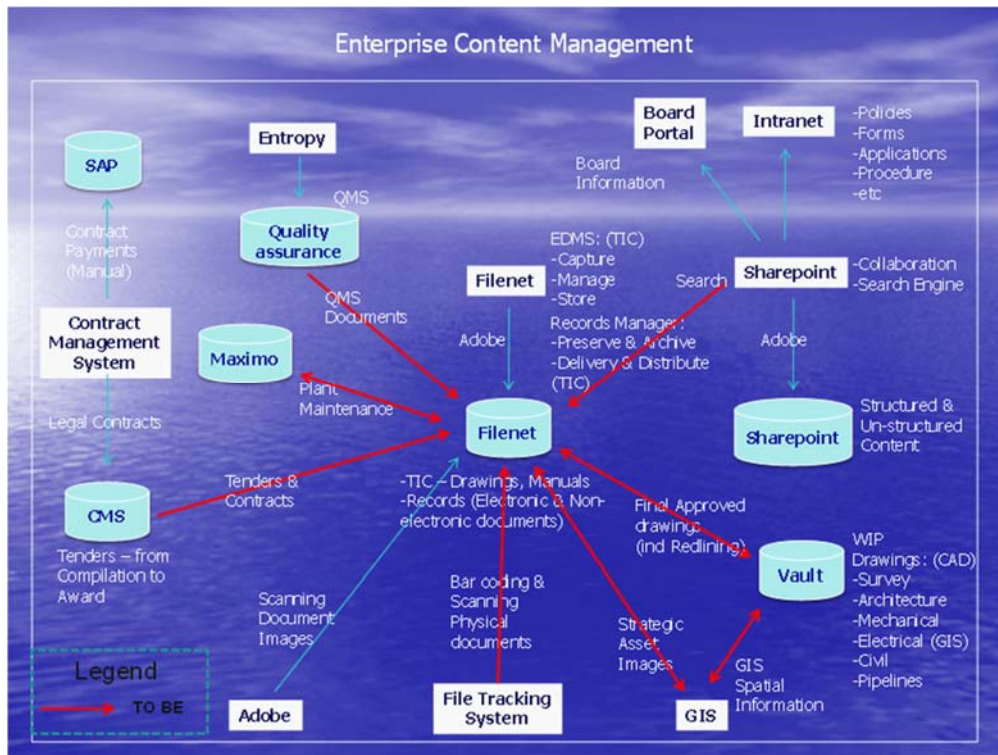 Enterprise Content Management
SAP
Contract
Payments
(Manual)
Contract
Management
System
Legal Contracts
CMS
Tenders – from
Compilation to
Award
Entropy
QMS
Quality
assurance
QMS
Documents
Maximo
Plant
Maintenance
Tenders &
Contracts
Filenet
EDMS: (TIC)
-Capture
-Manage
-Store
Records Manager:
-Preserve & Archive
-Delivery & Distribute
(TIC)
Adobe
Filenet
-TIC – Drawings, Manuals
-Records (Electronic & Non-
electronic documents)
Board
Portal
Board
Information
Intranet
-Policies
-Forms
-Applications
-Procedure
-etc
Search
Sharepoint
-Collaboration
-Search Engine
Adobe
Sharepoint
Structured &
Un-structured
Content
Final Approved
drawings
(ind Redlining)
Vault
WIP
Drawings: (CAD)
-Survey
-Architecture
-Mechanical
-Electrical (GIS)
-Civil
-Pipelines
Scanning
Document
Images
Bar coding &
Scanning
Physical
documents
Strategic
Asset
Images
GIS
Spatial
Information
Legend
TO BE
Adobe
File Tracking
System
GIS